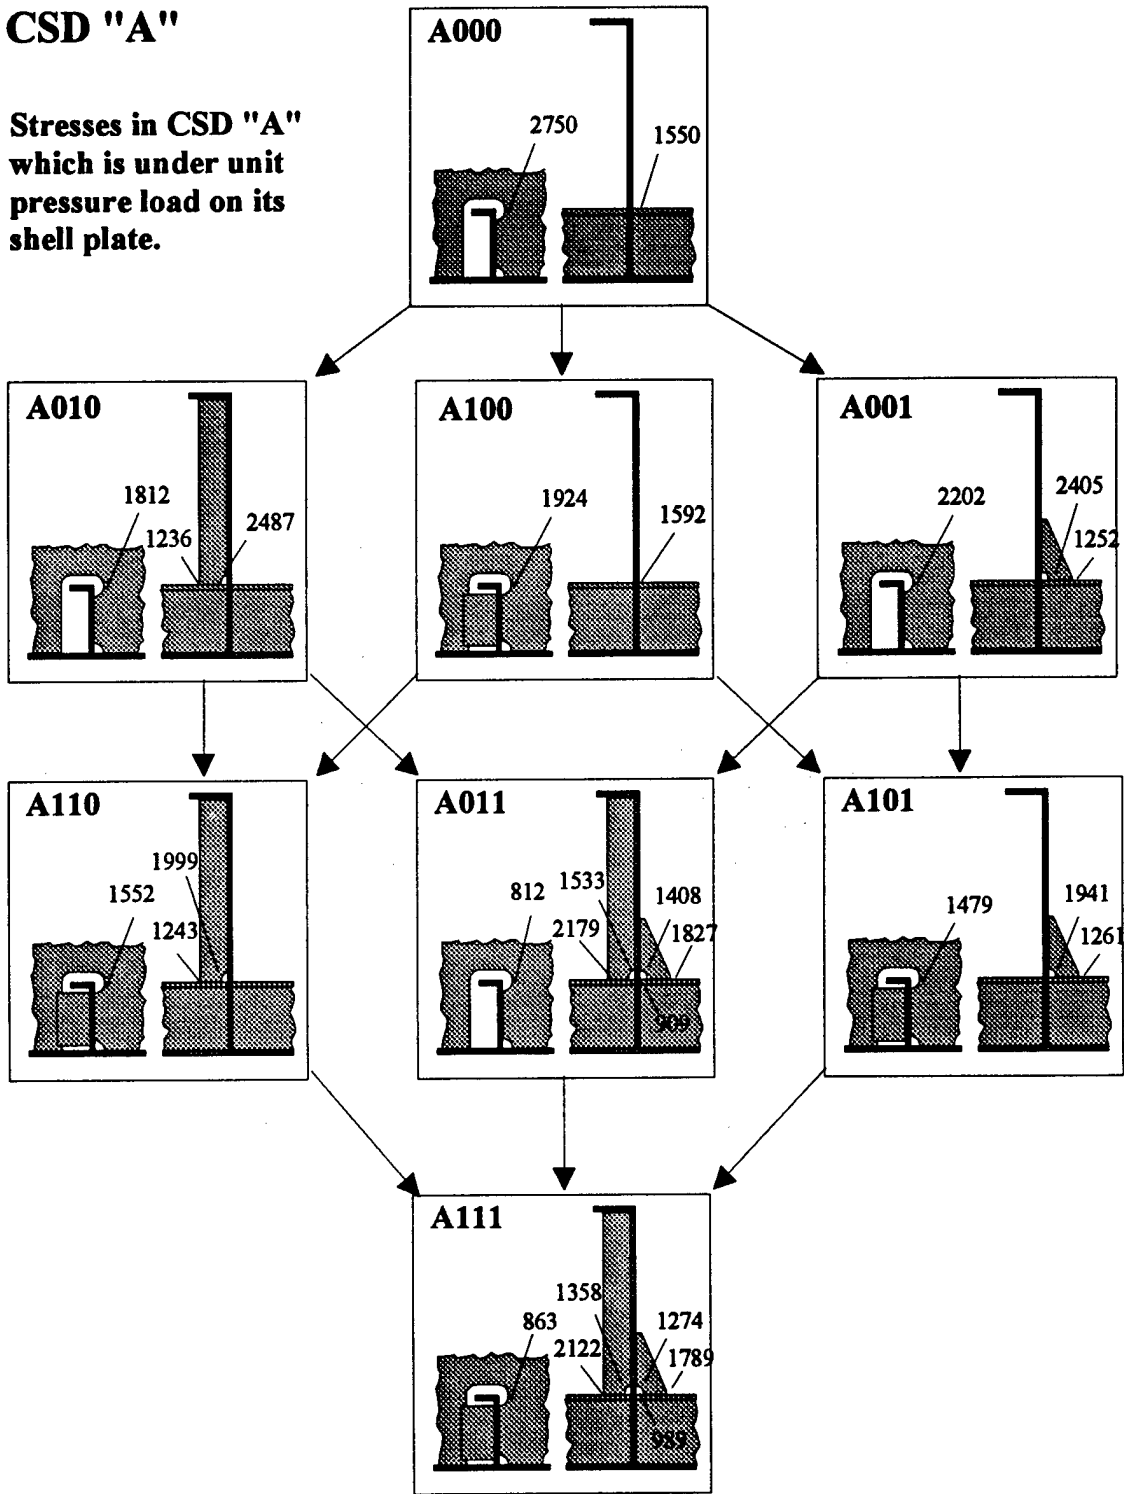 CSD "A"
Stresses in CSD "A"
which is under unit
pressure load on its
shell plate.
A000
2750
1550
A010
1812
1236
2487
A100
1924
1592
A001
2202
2405
1252
A110
1999
1552
1243
A011
812
1533
1408
2179
1827
909
A101
1479
1941
1261
A111
1358
863
1274
2122
1789
989